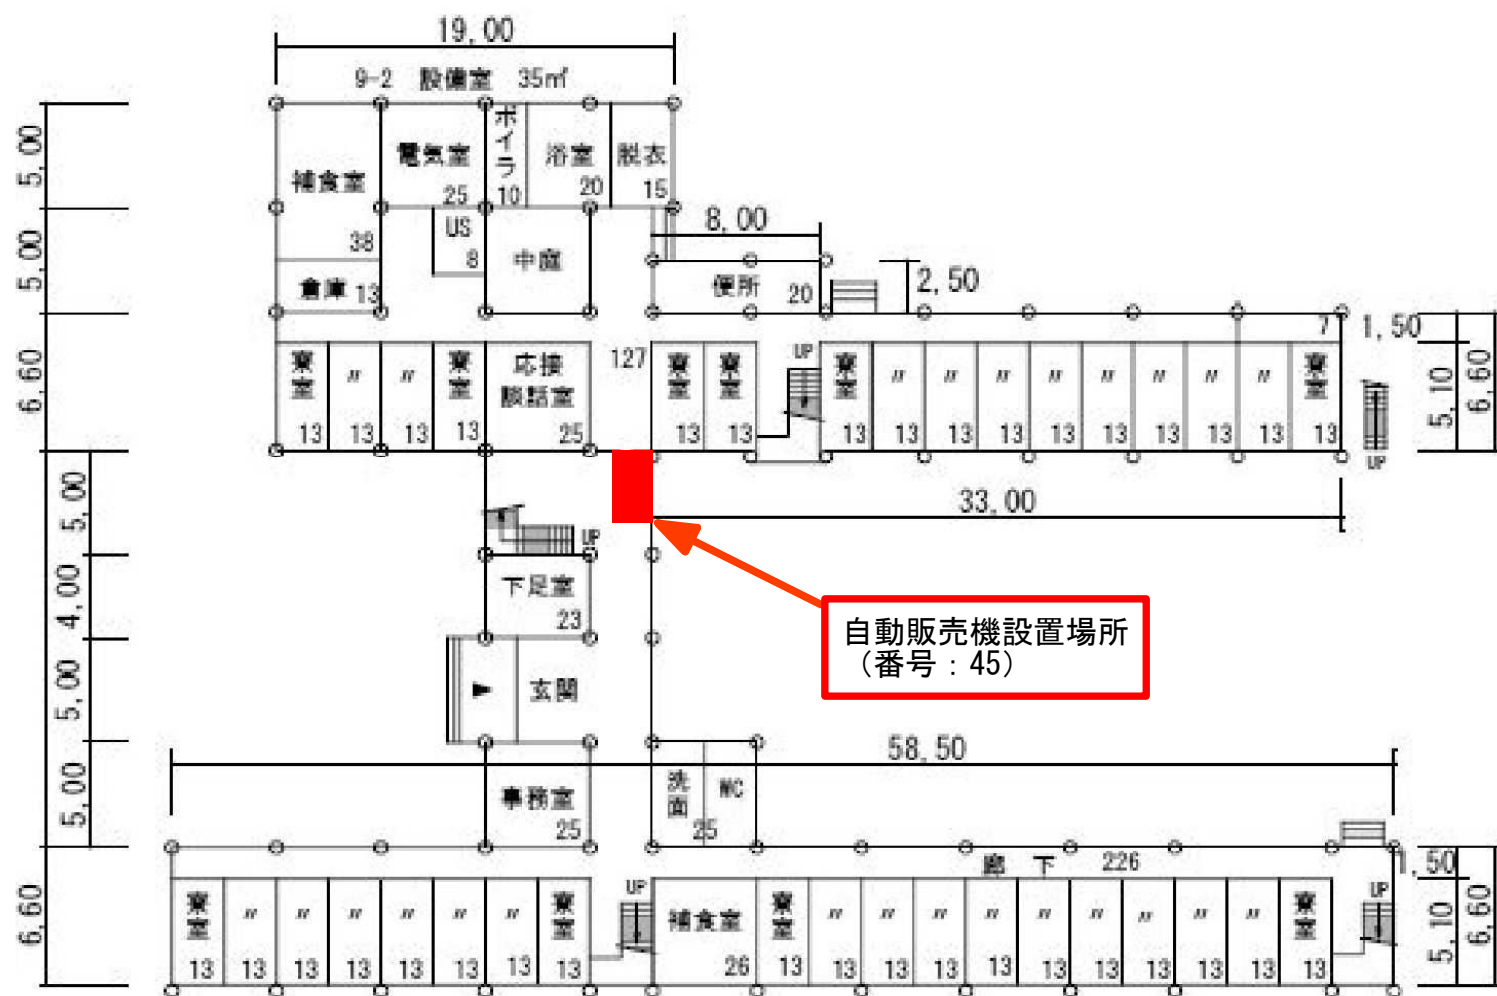 19,00
9-2 設備室 35㎡
5,00
補食室
38
電気室
25
ボイラ
10
浴室
20
脱衣
15
5,00
US
8
中庭
倉庫 13
8,00
便所 20
2,50
7
1,50
6,60
寮室 〃 〃 寮室
13 13 13 13
応接
談話室
25
127
寮室 寮室
13 13
UP
寮室 〃 〃 〃 〃 〃 〃 〃 〃 寮室
13 13 13 13 13 13 13 13 13
5,10
6,60
UP
33,00
5,00
UP
4,00
下足室
23
自動販売機設置場所
(番号:45)
5,00
玄関
58,50
5,00
事務室
25
洗面
WC
25
廊下 226
1,50
6,60
寮室 〃 〃 〃 〃 〃 〃 寮室
13 13 13 13 13 13 13 13
UP
補食室
26
寮室 〃 〃 〃 〃 〃 〃 〃 〃 寮室
13 13 13 13 13 13 13 13 13 13
UP
5,10
6,60